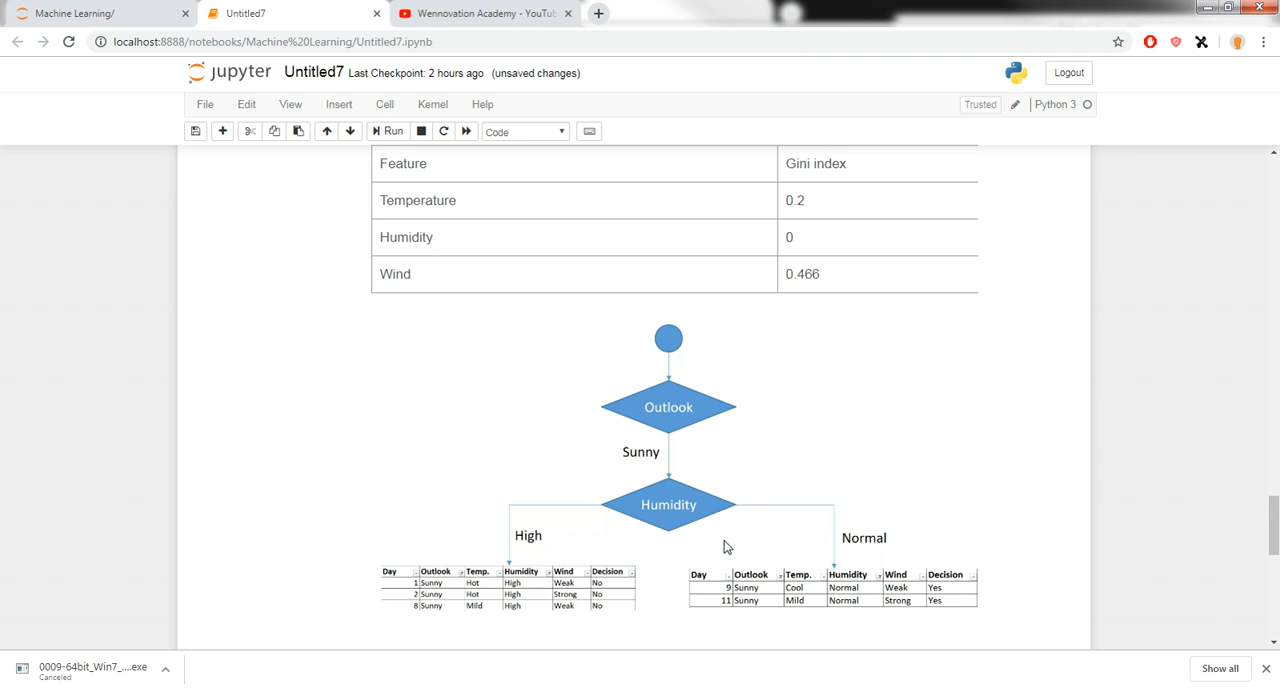 Machine Learning/
Untitled7
Wennovation Academy - YouTub
localhost:8888/notebooks/Machine%20Learning/Untitled7.ipynb
jupyter Untitled7 Last Checkpoint: 2 hours ago (unsaved changes)
Logout
File Edit View Insert Cell Kernel Help
Trusted Python 3
Run Code
Feature Gini index
Temperature 0.2
Humidity 0
Wind 0.466
Outlook
Sunny
Humidity
High
Normal
Day Outlook Temp. Humidity Wind Decision
1 Sunny Hot High Weak No
2 Sunny Hot High Strong No
8 Sunny Mild High Weak No
Day Outlook Temp. Humidity Wind Decision
9 Sunny Cool Normal Weak Yes
11 Sunny Mild Normal Strong Yes
0009-64bit_Win7_....exe
Canceled
Show all